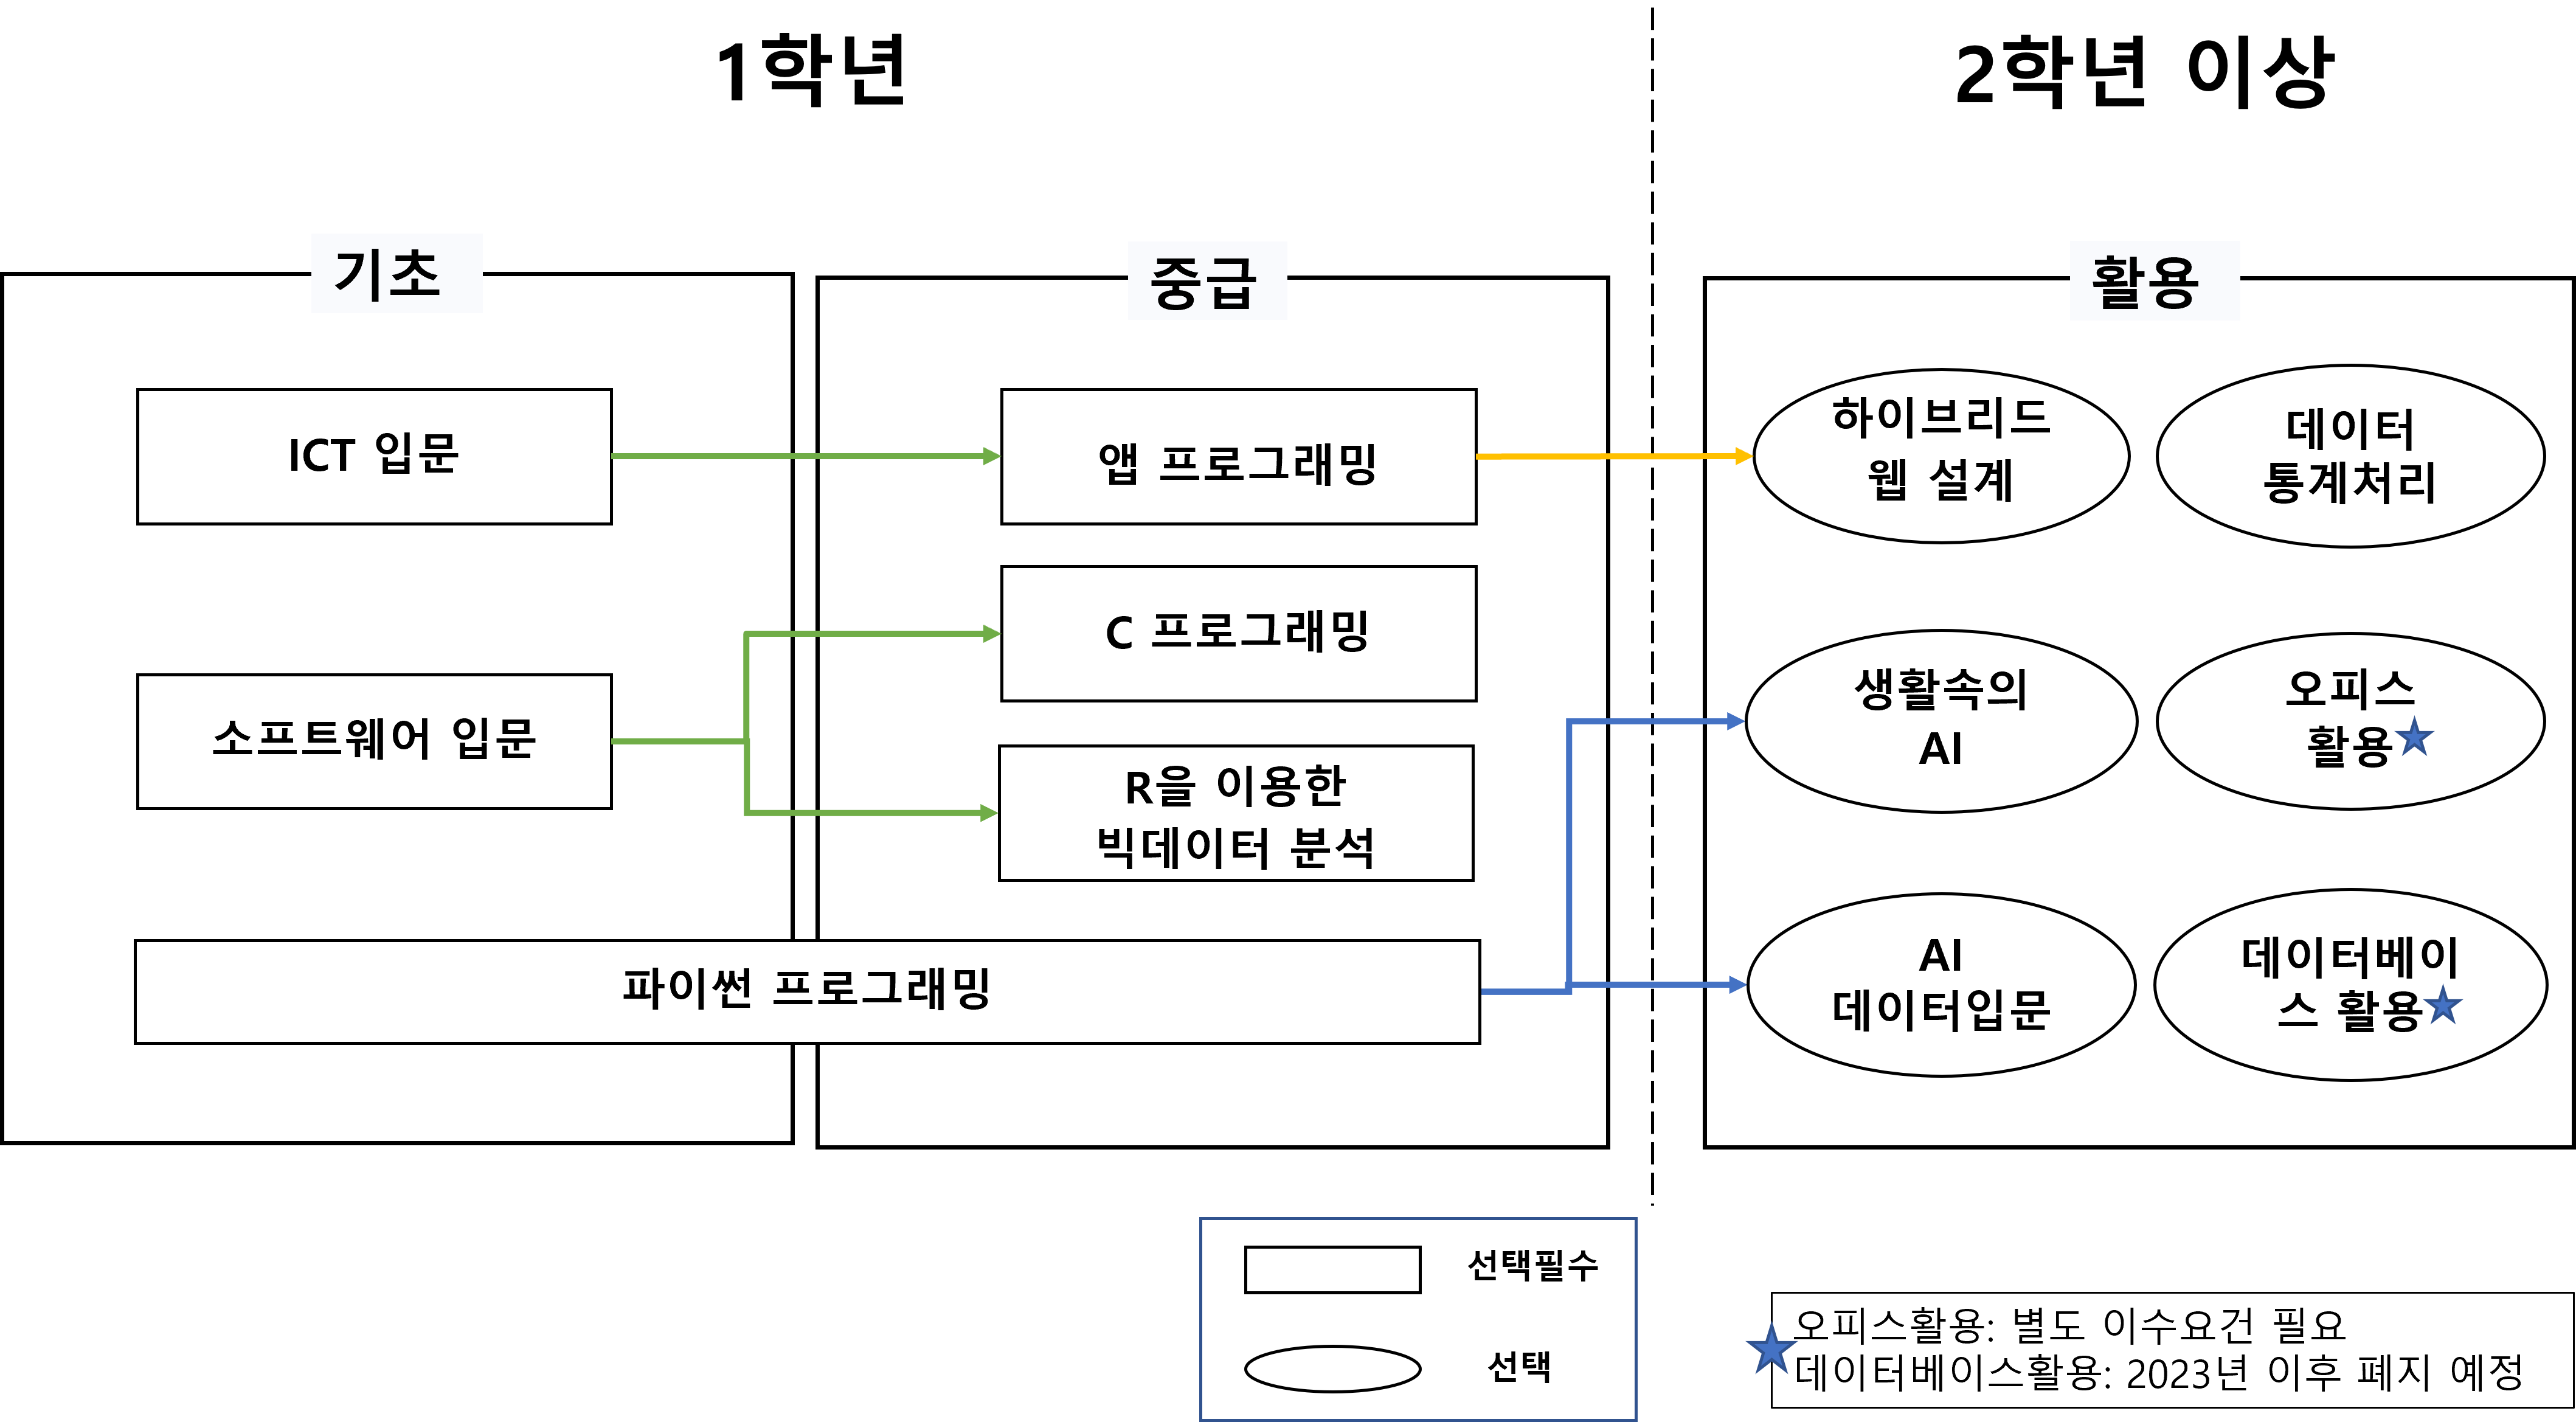 1학년
2학년 이상
기초
중급
활용
ICT 입문
앱 프로그래밍
하이브리드
웹 설계
데이터
통계처리
C 프로그래밍
소프트웨어 입문
R을 이용한
빅데이터 분석
생활속의
AI
오피스
활용
파이썬 프로그래밍
AI
데이터입문
데이터베이
스 활용
선택필수
선택
오피스활용: 별도 이수요건 필요
데이터베이스활용: 2023년 이후 폐지 예정